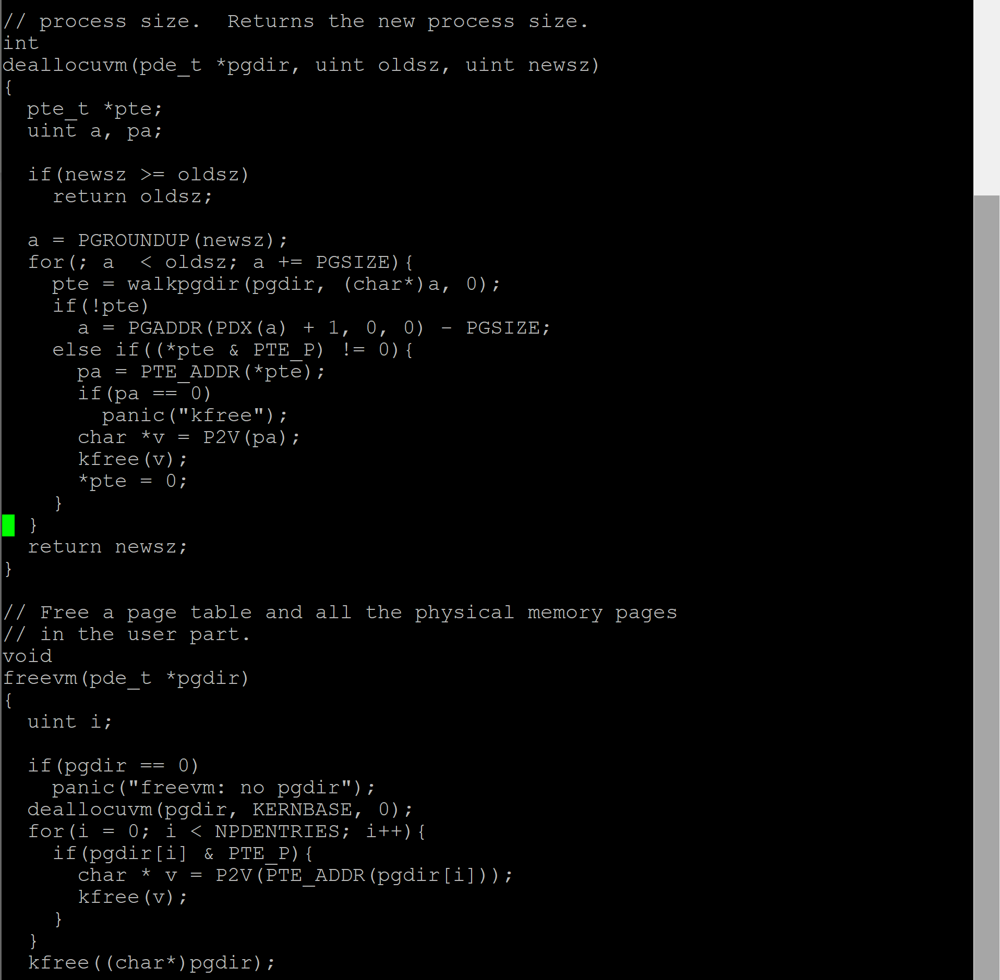 // process size.  Returns the new process size.
int
deallocuvm(pde_t *pgdir, uint oldsz, uint newsz)
{
  pte_t *pte;
  uint a, pa;

  if(newsz >= oldsz)
    return oldsz;

  a = PGROUNDUP(newsz);
  for(; a  < oldsz; a += PGSIZE){
    pte = walkpgdir(pgdir, (char*)a, 0);
    if(!pte)
      a = PGADDR(PDX(a) + 1, 0, 0) - PGSIZE;
    else if((*pte & PTE_P) != 0){
      pa = PTE_ADDR(*pte);
      if(pa == 0)
        panic("kfree");
      char *v = P2V(pa);
      kfree(v);
      *pte = 0;
    }
  }
  return newsz;
}

// Free a page table and all the physical memory pages
// in the user part.
void
freevm(pde_t *pgdir)
{
  uint i;

  if(pgdir == 0)
    panic("freevm: no pgdir");
  deallocuvm(pgdir, KERNBASE, 0);
  for(i = 0; i < NPDENTRIES; i++){
    if(pgdir[i] & PTE_P){
      char * v = P2V(PTE_ADDR(pgdir[i]));
      kfree(v);
    }
  }
  kfree((char*)pgdir);